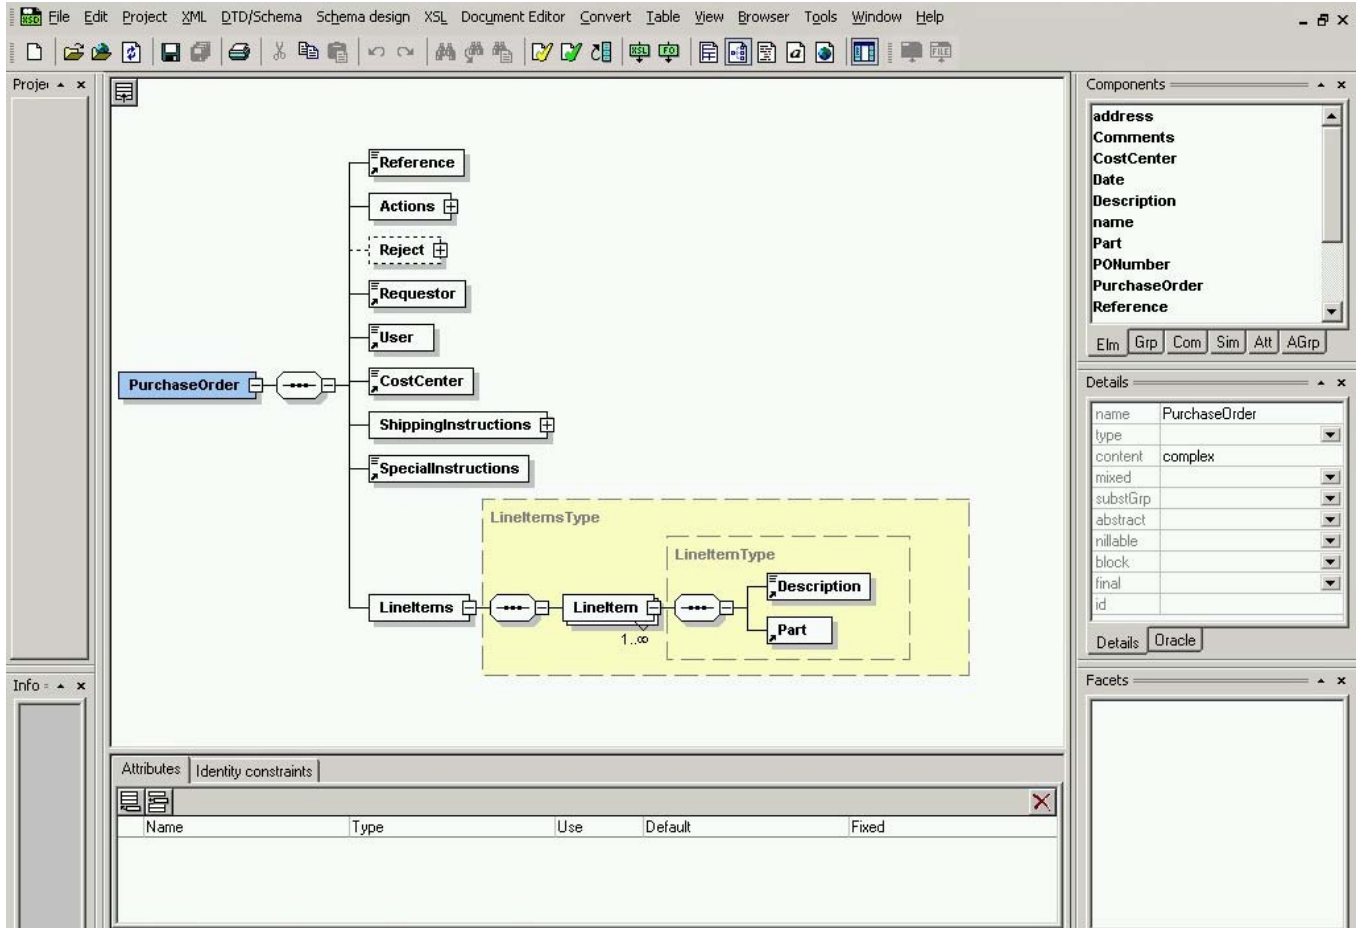 File Edit Project XML DTD/Schema Schema design XSL Document Editor Convert Table View Browser Tools Window Help
XSL FO a FILE
Proje
Reference
Actions
Reject
Requestor
User
PurchaseOrder
CostCenter
ShippingInstructions
SpecialInstructions
LineItemsType
LineItemType
LineItems
LineItem
1..∞
Description
Part
Components
address
Comments
CostCenter
Date
Description
name
Part
PONumber
PurchaseOrder
Reference
Elm Grp Com Sim Att AGrp
Details
name PurchaseOrder
type
content complex
mixed
substGrp
abstract
nillable
block
final
id
Details Oracle
Info
Facets
Attributes Identity constraints
Name Type Use Default Fixed